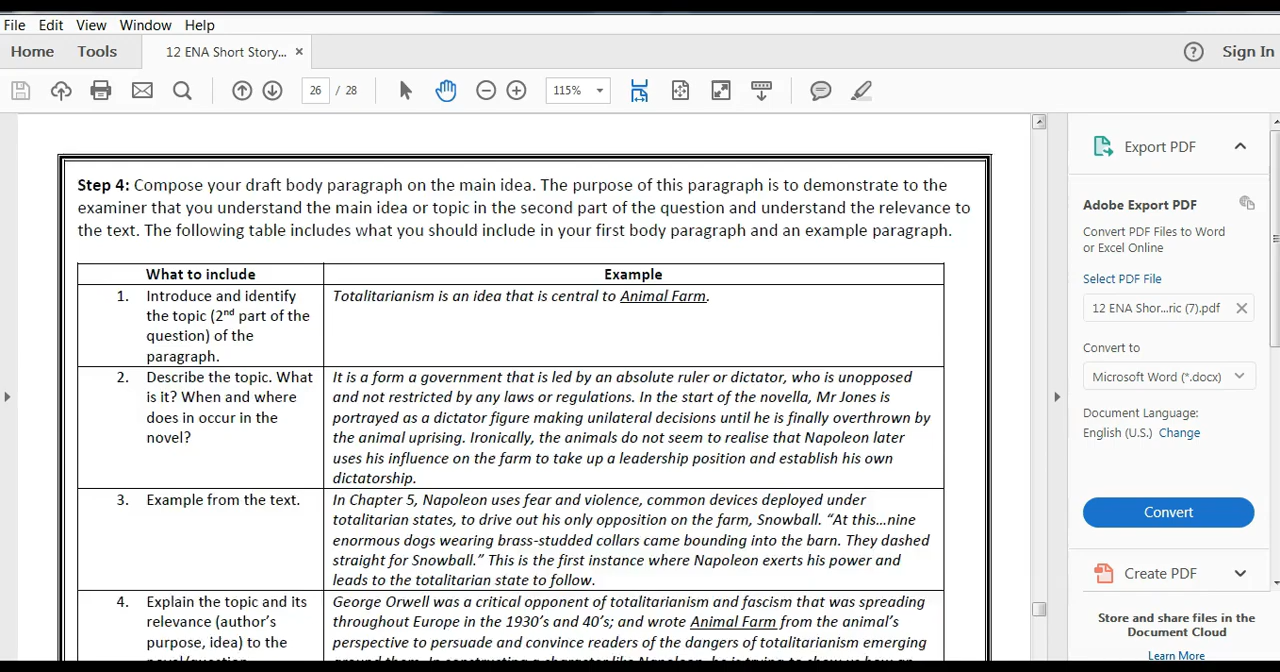 File Edit View Window Help
Home Tools 12 ENA Short Story... × Sign In
26 / 28 115%
Step 4: Compose your draft body paragraph on the main idea. The purpose of this paragraph is to demonstrate to the
examiner that you understand the main idea or topic in the second part of the question and understand the relevance to
the text. The following table includes what you should include in your first body paragraph and an example paragraph.
What to include Example
1. Introduce and identify
the topic (2nd part of the
question) of the
paragraph.
Totalitarianism is an idea that is central to Animal Farm.
2. Describe the topic. What
is it? When and where
does in occur in the
novel?
It is a form a government that is led by an absolute ruler or dictator, who is unopposed
and not restricted by any laws or regulations. In the start of the novella, Mr Jones is
portrayed as a dictator figure making unilateral decisions until he is finally overthrown by
the animal uprising. Ironically, the animals do not seem to realise that Napoleon later
uses his influence on the farm to take up a leadership position and establish his own
dictatorship.
3. Example from the text.
In Chapter 5, Napoleon uses fear and violence, common devices deployed under
totalitarian states, to drive out his only opposition on the farm, Snowball. “At this...nine
enormous dogs wearing brass-studded collars came bounding into the barn. They dashed
straight for Snowball.” This is the first instance where Napoleon exerts his power and
leads to the totalitarian state to follow.
4. Explain the topic and its
relevance (author's
purpose, idea) to the
novel/question
George Orwell was a critical opponent of totalitarianism and fascism that was spreading
throughout Europe in the 1930's and 40's; and wrote Animal Farm from the animal's
perspective to persuade and convince readers of the dangers of totalitarianism emerging
around them. In constructing a character like Napoleon, he is trying to show us how an
Export PDF
Adobe Export PDF
Convert PDF Files to Word
or Excel Online
Select PDF File
12 ENA Shor...ric (7).pdf
Convert to
Microsoft Word (*.docx)
Document Language:
English (U.S.) Change
Convert
Create PDF
Store and share files in the
Document Cloud
Learn More